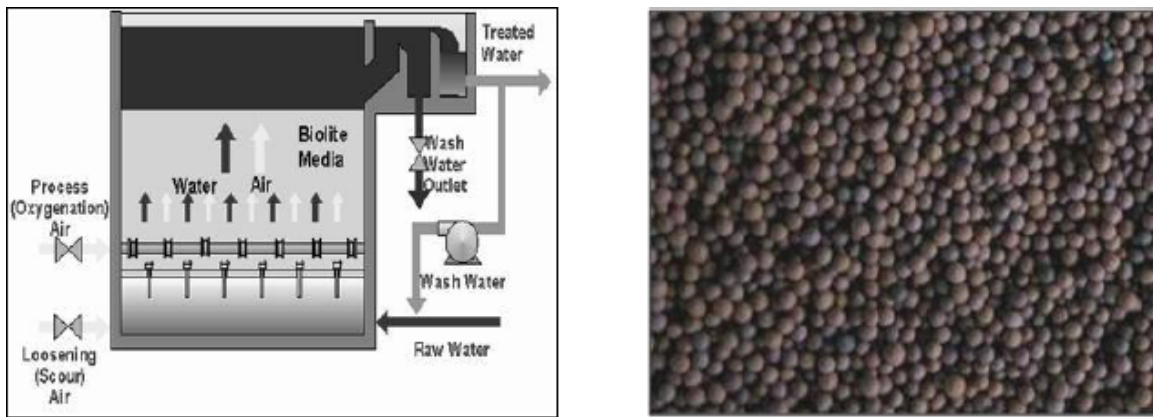 Treated
Water
Biolite
Media
Wash
Water
Outlet
Water
Air
Process
(Oxygenation)
Air
Wash Water
Loosening
(Scour)
Air
Raw Water